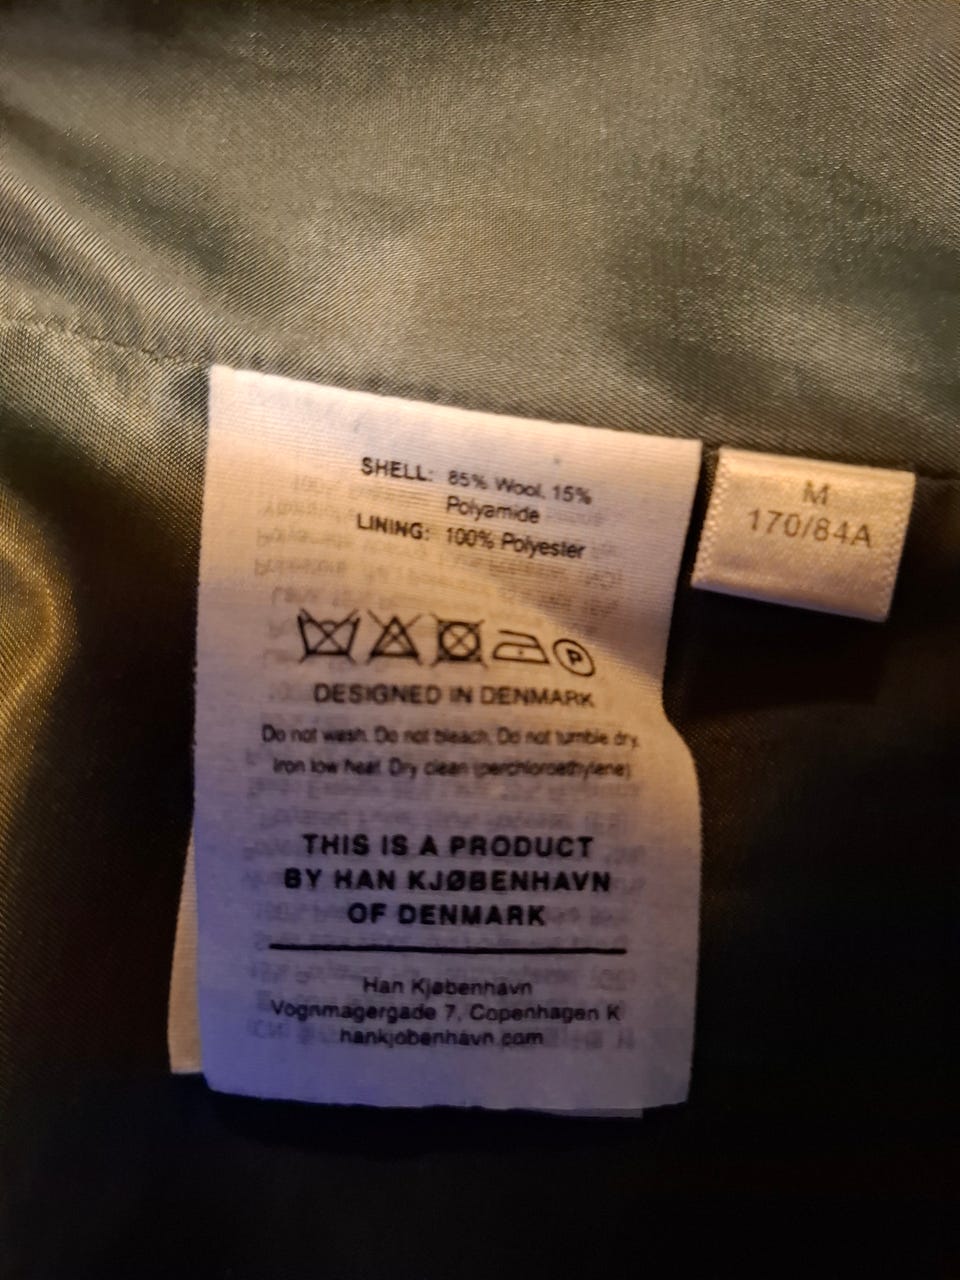 SHELL: 85% Wool, 15%
Polyamide
LINING: 100% Polyester
P
DESIGNED IN DENMARK
Do not wash. Do not bleach. Do not tumble dry.
Iron low heat. Dry clean (perchloroethylene)
THIS IS A PRODUCT
BY HAN KJØBENHAVN
OF DENMARK
Han Kjøbenhavn
Vognmagergade 7, Copenhagen K
hankjobenhavn.com
M
170/84A